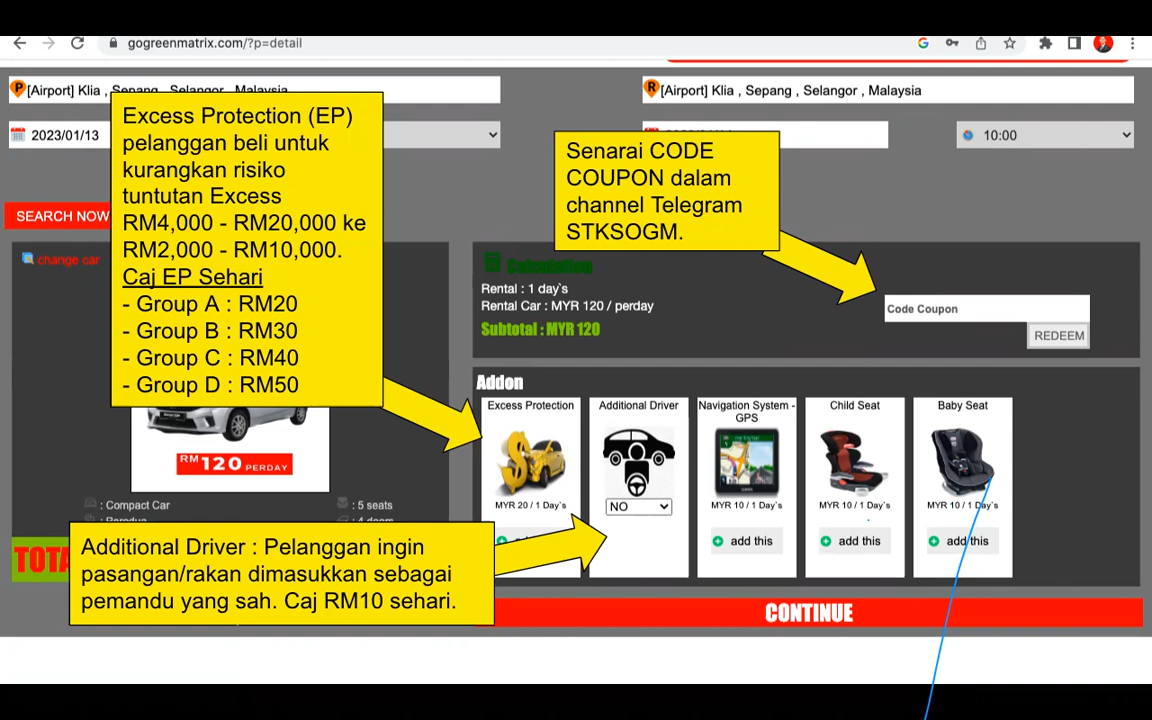 gogreenmatrix.com/?p=detail
P [Airport] Klia , Sepang , Selangor , Malaysia
R [Airport] Klia , Sepang , Selangor , Malaysia
2023/01/13
10:00
SEARCH NOW
Excess Protection (EP)
pelanggan beli untuk
kurangkan risiko
tuntutan Excess
RM4,000 - RM20,000 ke
RM2,000 - RM10,000.
Caj EP Sehari
- Group A : RM20
- Group B : RM30
- Group C : RM40
- Group D : RM50
Senarai CODE
COUPON dalam
channel Telegram
STKSOGM.
change car
RM 120 PERDAY
: Compact Car
: 5 seats
: Perodua
: 4 doors
Calculation
Rental : 1 day`s
Rental Car : MYR 120 / perday
Subtotal : MYR 120
Code Coupon
REDEEM
Addon
Excess Protection
MYR 20 / 1 Day`s
Additional Driver
NO
Navigation System -
GPS
MYR 10 / 1 Day`s
add this
Child Seat
MYR 10 / 1 Day`s
add this
Baby Seat
MYR 10 / 1 Day`s
add this
Additional Driver : Pelanggan ingin
pasangan/rakan dimasukkan sebagai
pemandu yang sah. Caj RM10 sehari.
CONTINUE